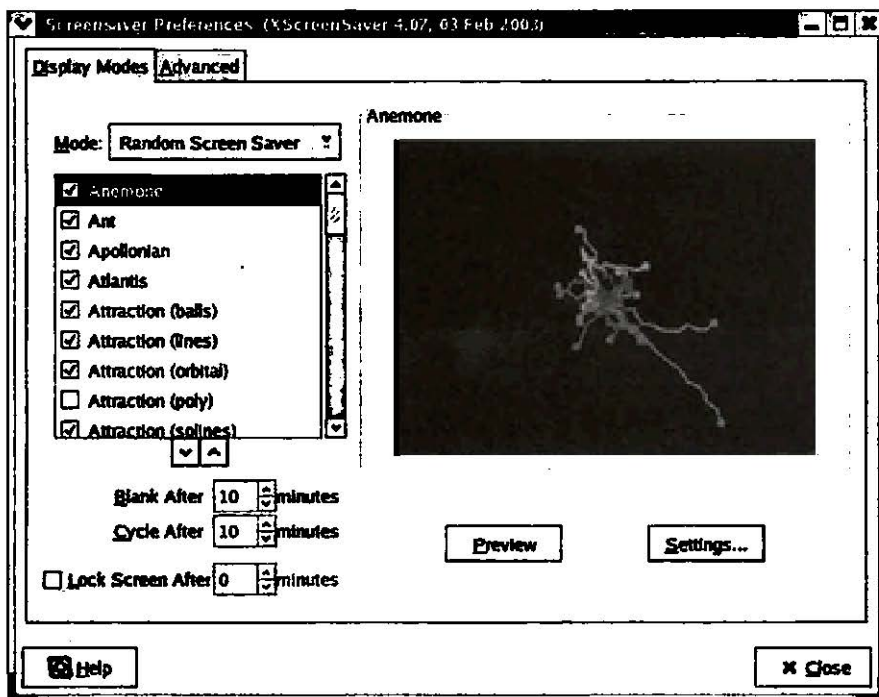 Screensaver Preferences (XScreenSaver 4.07, 03 Feb 2003)
Display Modes
Advanced
Mode: Random Screen Saver
Anemone
Ant
Apollonian
Atlantis
Attraction (balls)
Attraction (lines)
Attraction (orbital)
Attraction (poly)
Attraction (splines)
Blank After 10 minutes
Cycle After 10 minutes
Lock Screen After 0 minutes
Anemone
Preview
Settings...
Help
Close